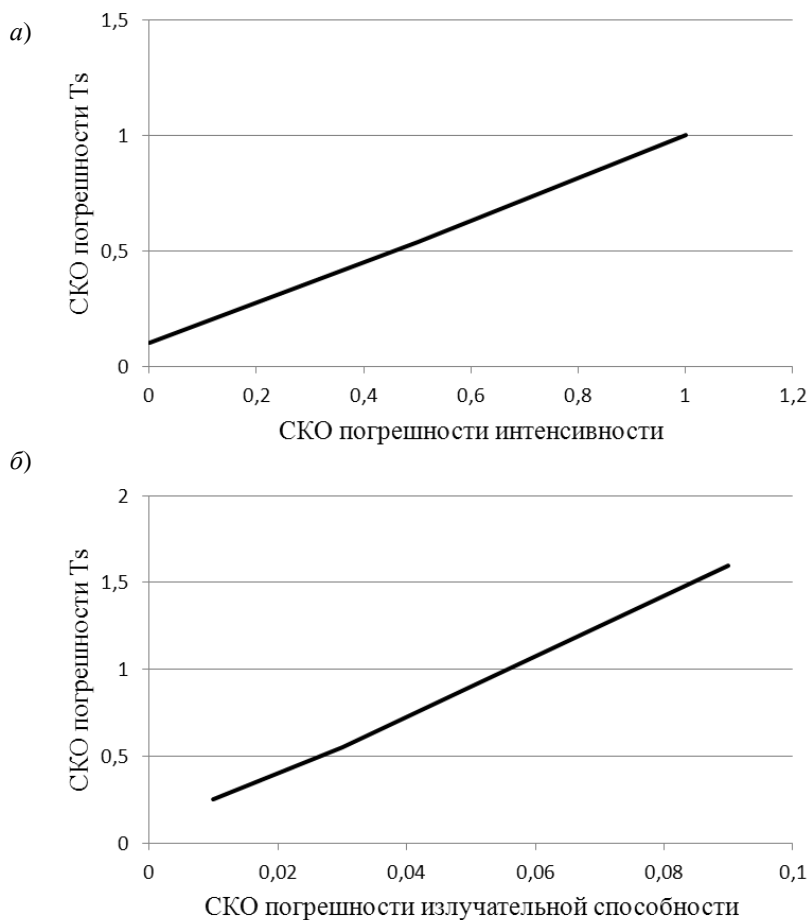 а)
1,5
1
0,5
0
СКО погрешности Ts
0 0,2 0,4 0,6 0,8 1 1,2
СКО погрешности интенсивности
б)
2
1,5
1
0,5
0
СКО погрешности Ts
0 0,02 0,04 0,06 0,08 0,1
СКО погрешности излучательной способности